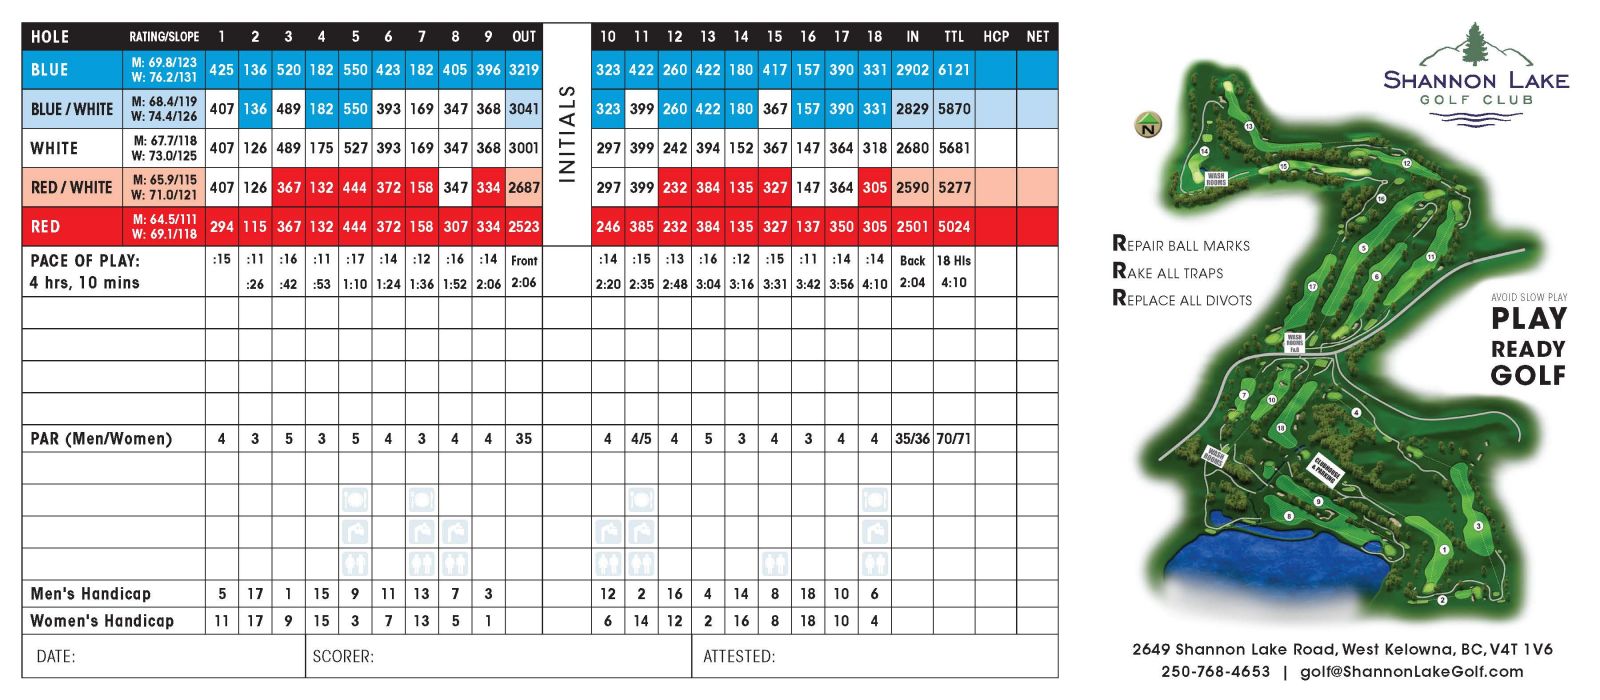 HOLE RATING/SLOPE 1 2 3 4 5 6 7 8 9 OUT INITIALS 10 11 12 13 14 15 16 17 18 IN TTL HCP NET
BLUE M: 69.8/123 W: 76.2/131 425 136 520 182 550 423 182 405 396 3219 323 422 260 422 180 417 157 390 331 2902 6121
BLUE / WHITE M: 68.4/119 W: 74.4/126 407 136 489 182 550 393 169 347 368 3041 323 399 260 422 180 367 157 390 331 2829 5870
WHITE M: 67.7/118 W: 73.0/125 407 126 489 175 527 393 169 347 368 3001 297 399 242 394 152 367 147 364 318 2680 5681
RED / WHITE M: 65.9/115 W: 71.0/121 407 126 367 132 444 372 158 347 334 2687 297 399 232 384 135 327 147 364 305 2590 5277
RED M: 64.5/111 W: 69.1/118 294 115 367 132 444 372 158 307 334 2523 246 385 232 384 135 327 137 350 305 2501 5024
PACE OF PLAY: :15 :11 :16 :11 :17 :14 :12 :16 :14 Front :14 :15 :13 :16 :12 :15 :11 :14 :14 Back 18 Hls
4 hrs, 10 mins :26 :42 :53 1:10 1:24 1:36 1:52 2:06 2:06 2:20 2:35 2:48 3:04 3:16 3:31 3:42 3:56 4:10 2:04 4:10
PAR (Men/Women) 4 3 5 3 5 4 3 4 4 35 4 4/5 4 5 3 4 3 4 4 35/36 70/71
Men's Handicap 5 17 1 15 9 11 13 7 3 12 2 16 4 14 8 18 10 6
Women's Handicap 11 17 9 15 3 7 13 5 1 6 14 12 2 16 8 18 10 4
DATE: SCORER: ATTESTED:
SHANNON LAKE
GOLF CLUB
N
13
14
15
12
WASH
ROOMS
16
5
11
6
17
REPAIR BALL MARKS
RAKE ALL TRAPS
REPLACE ALL DIVOTS
AVOID SLOW PLAY
PLAY
READY
GOLF
WASH
ROOMS
7
10
4
18
WASH
ROOMS
CLUBHOUSE
& PARKING
9
8
3
1
2
2649 Shannon Lake Road, West Kelowna, BC, V4T 1V6
250-768-4653 | golf@ShannonLakeGolf.com